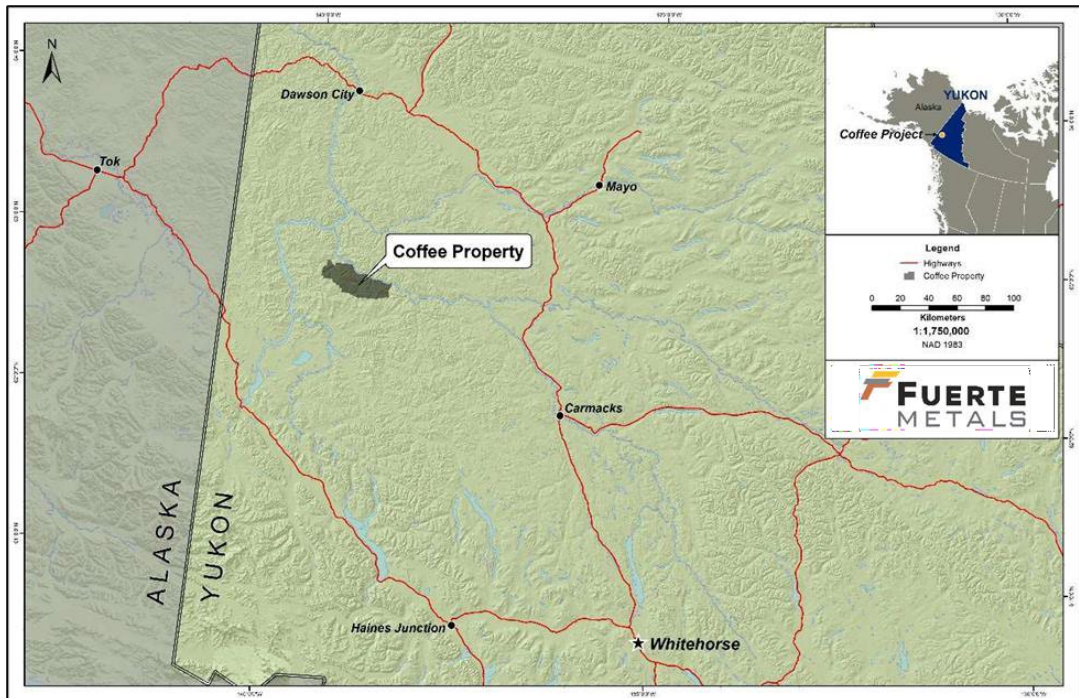 N
Dawson City
Tok
Mayo
Coffee Property
Carmacks
ALASKA
YUKON
Haines Junction
Whitehorse
YUKON
Alaska
Coffee Project
Legend
Highways
Coffee Property
0 20 40 60 80 100
Kilometers
1:1,750,000
NAD 1983
FUERTE
METALS